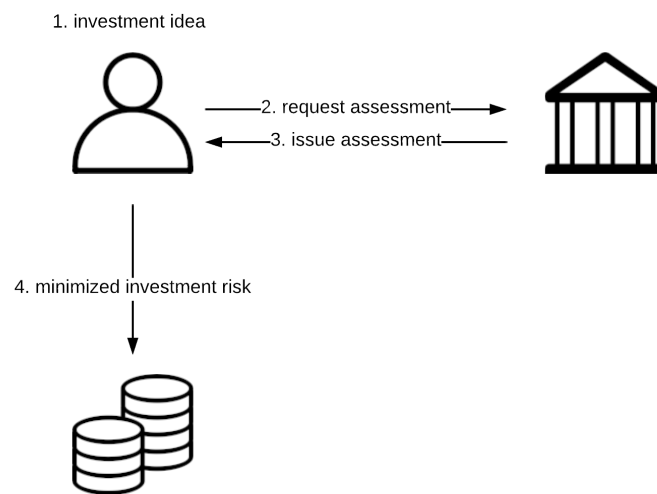 1. investment idea
2. request assessment
3. issue assessment
4. minimized investment risk